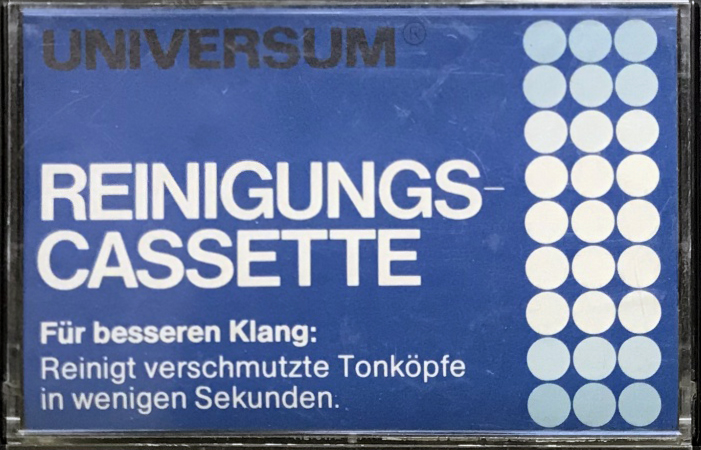 UNIVERSUM®
REINIGUNGS-
CASSETTE
Für besseren Klang:
Reinigt verschmutzte Tonköpfe
in wenigen Sekunden.